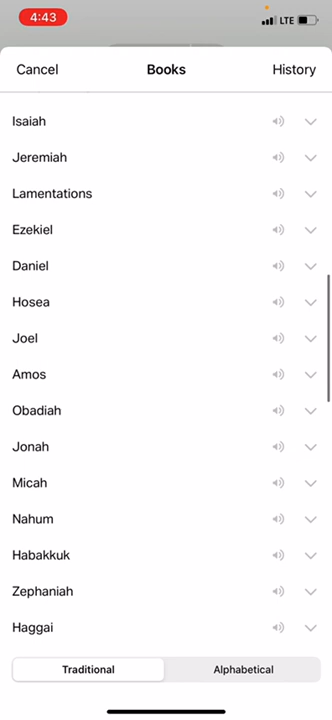 4:43
LTE
Cancel Books History
Isaiah
Jeremiah
Lamentations
Ezekiel
Daniel
Hosea
Joel
Amos
Obadiah
Jonah
Micah
Nahum
Habakkuk
Zephaniah
Haggai
Traditional Alphabetical